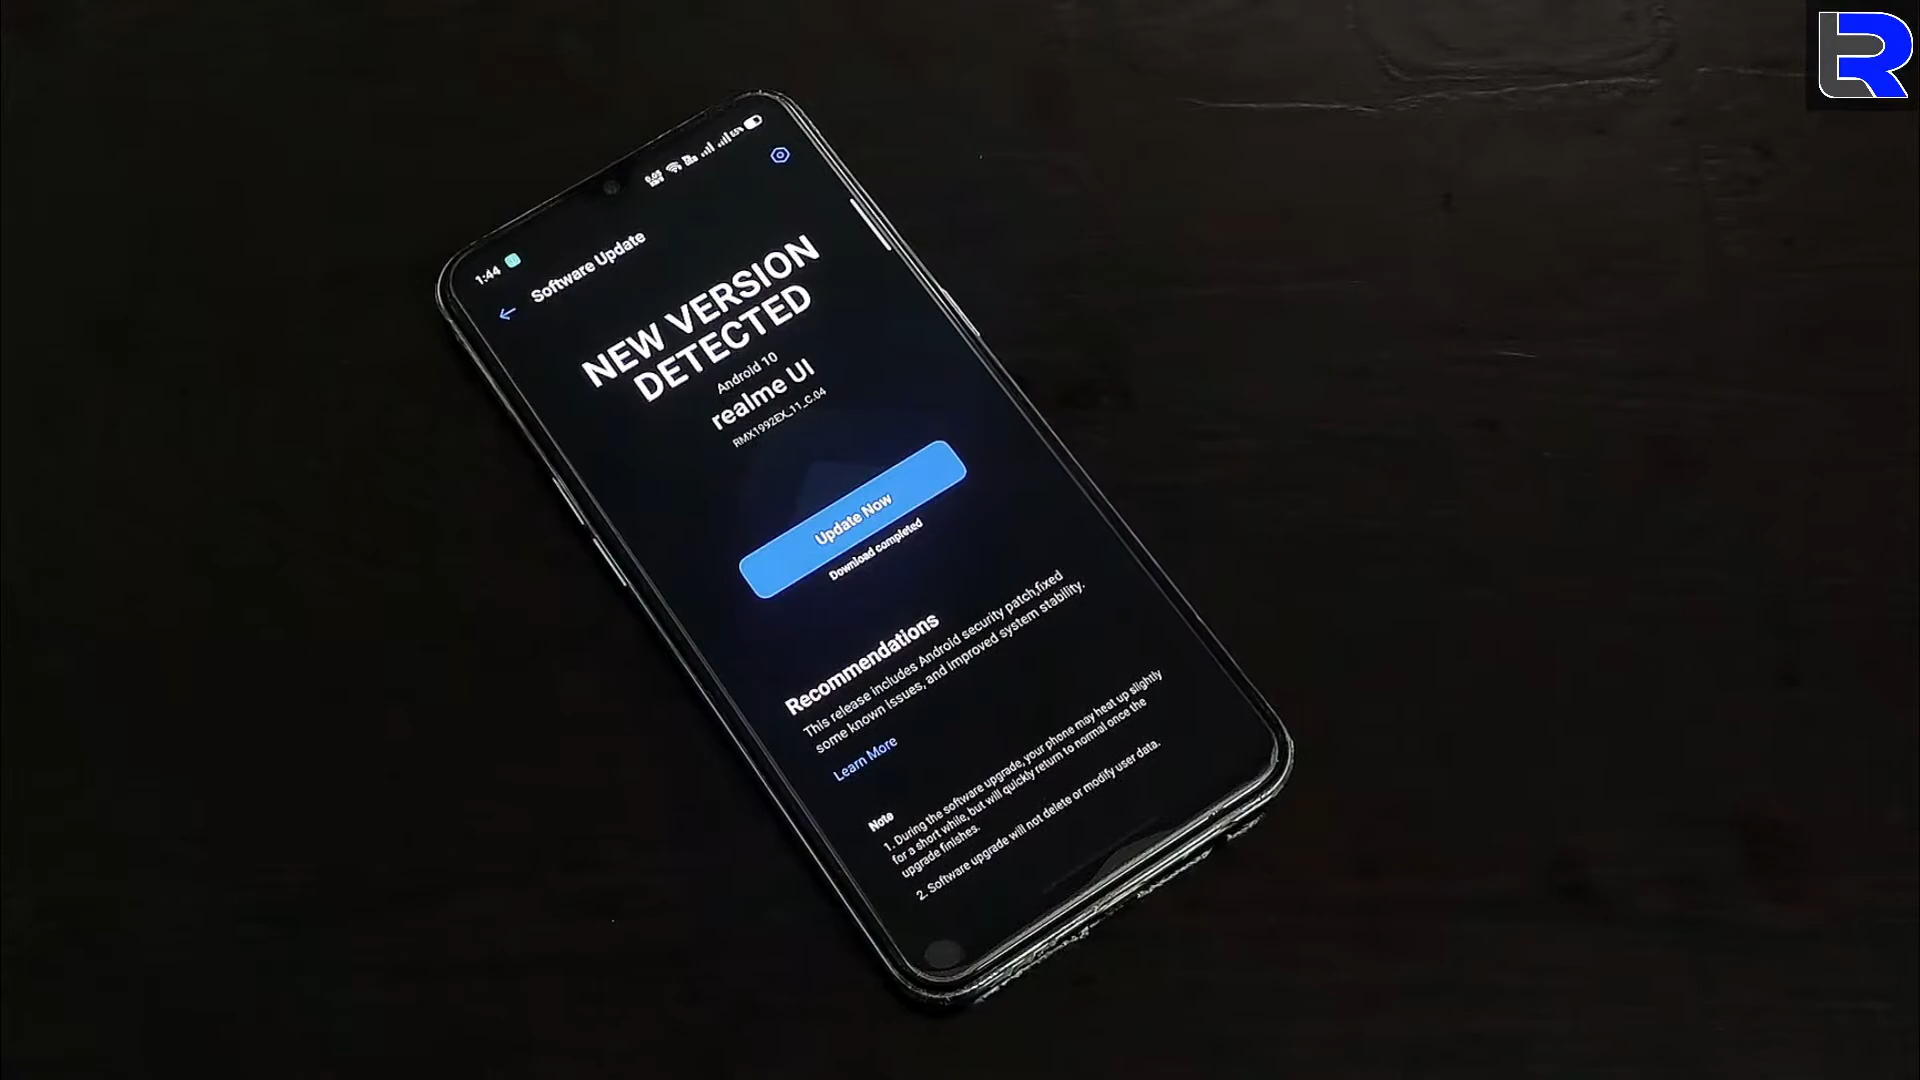 1:44
Software Update
NEW VERSION
DETECTED
Android 10
realme UI
RMX1992EX_11_C.04
Update Now
Download completed
Recommendations
This release includes Android security patch,fixed
some known issues, and improved system stability.
Learn More
Note
1. During the software upgrade, your phone may heat up slightly
for a short while, but will quickly return to normal once the
upgrade finishes.
2. Software upgrade will not delete or modify user data.